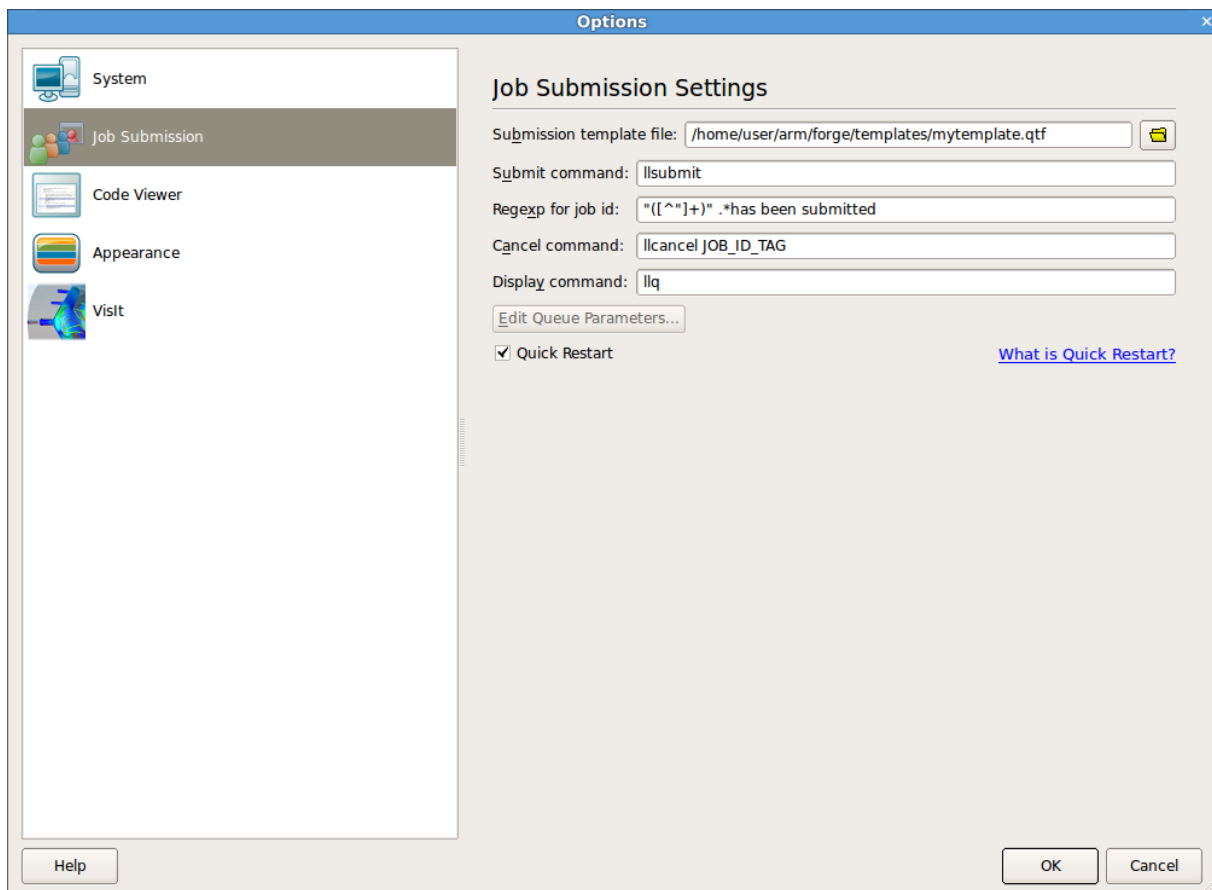 Options
System
Job Submission
Code Viewer
Appearance
VisIt
Job Submission Settings
Submission template file: /home/user/arm/forge/templates/mytemplate.qtf
Submit command: llsubmit
Regexp for job id: "([^"]+)" .*has been submitted
Cancel command: llcancel JOB_ID_TAG
Display command: llq
Edit Queue Parameters...
Quick Restart What is Quick Restart?
Help OK Cancel